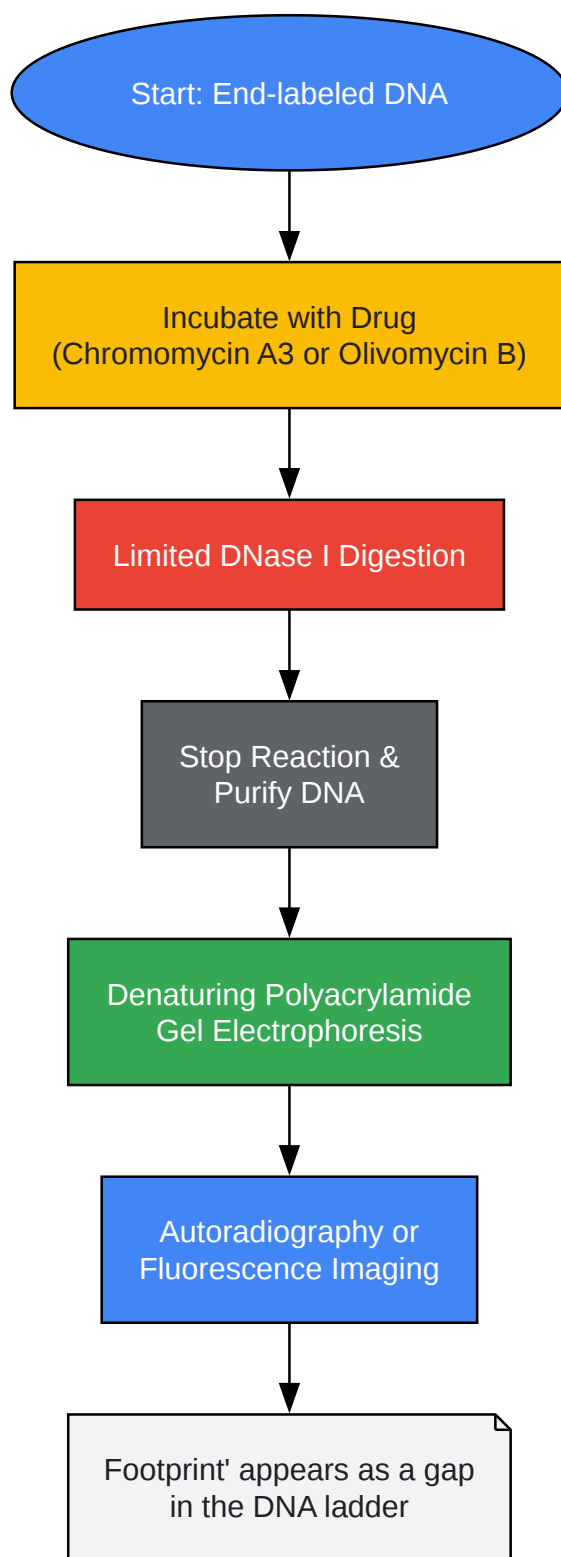 Start: End-labeled DNA
Incubate with Drug
(Chromomycin A3 or Olivomycin B)
Limited DNase I Digestion
Stop Reaction &
Purify DNA
Denaturing Polyacrylamide
Gel Electrophoresis
Autoradiography or
Fluorescence Imaging
Footprint' appears as a gap
in the DNA ladder